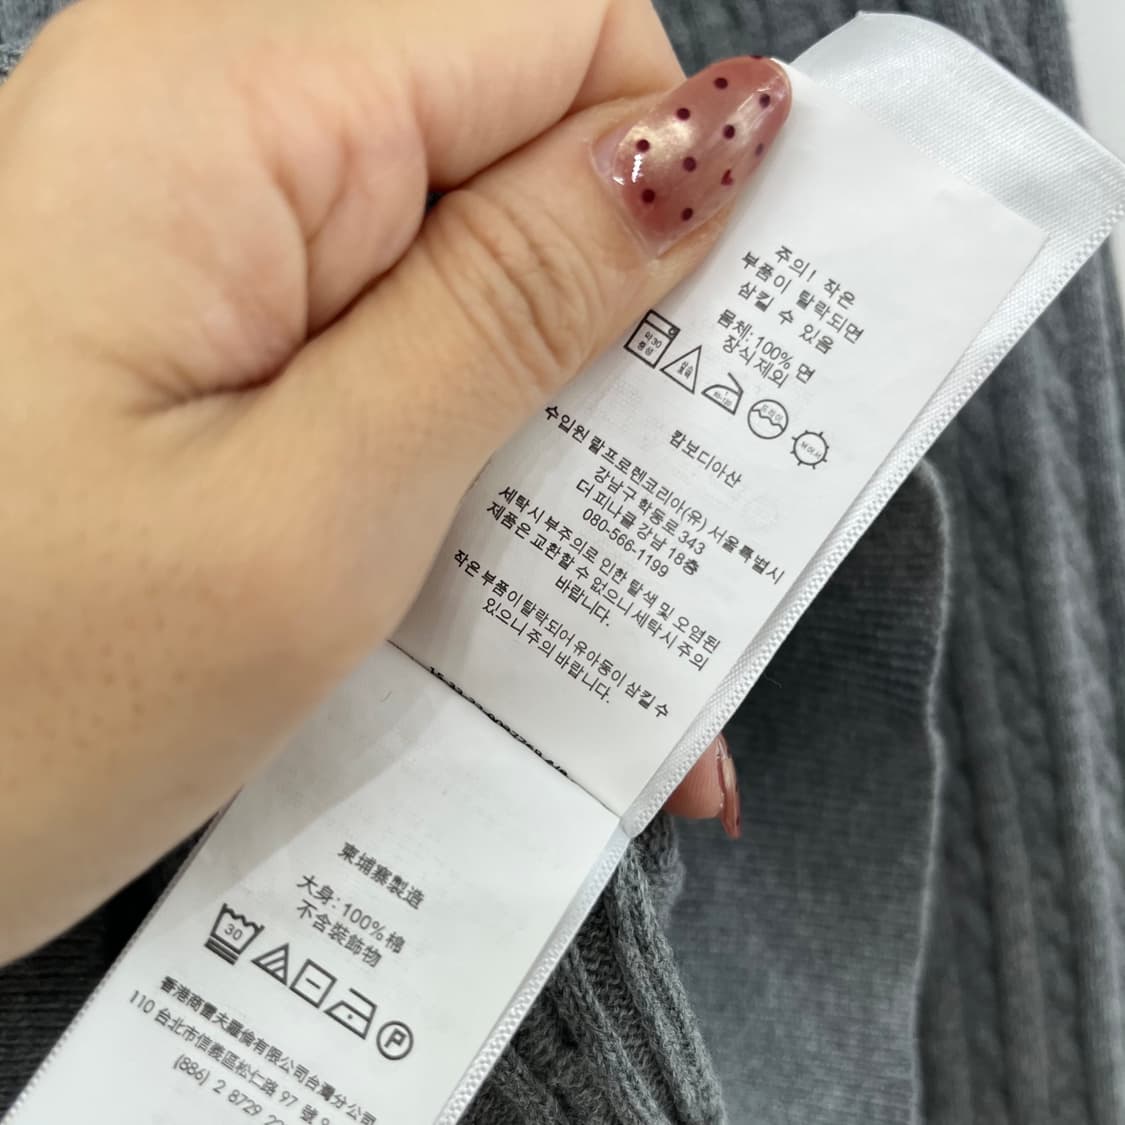 주의! 작은
부품이 탈락되면
삼킬 수 있음
몸체: 100% 면
장식제외
약 30
중성
캄보디아산
수입원 랄프로렌코리아(유) 서울특별시
강남구 학동로 343
더 피나클 강남 18층
080-566-1199
세탁시 부주의로 인한 탈색 및 오염된
제품은 교환할 수 없으니 세탁시 주의
바랍니다.
작은 부품이 탈락되어 유아동이 삼킬 수
있으니 주의 바랍니다.
柬埔寨製造
大身: 100% 棉
不含裝飾物
30
P
香港商雷夫羅倫有限公司台灣分公司
110 台北市信義區松仁路 97 號
(886) 2 8729